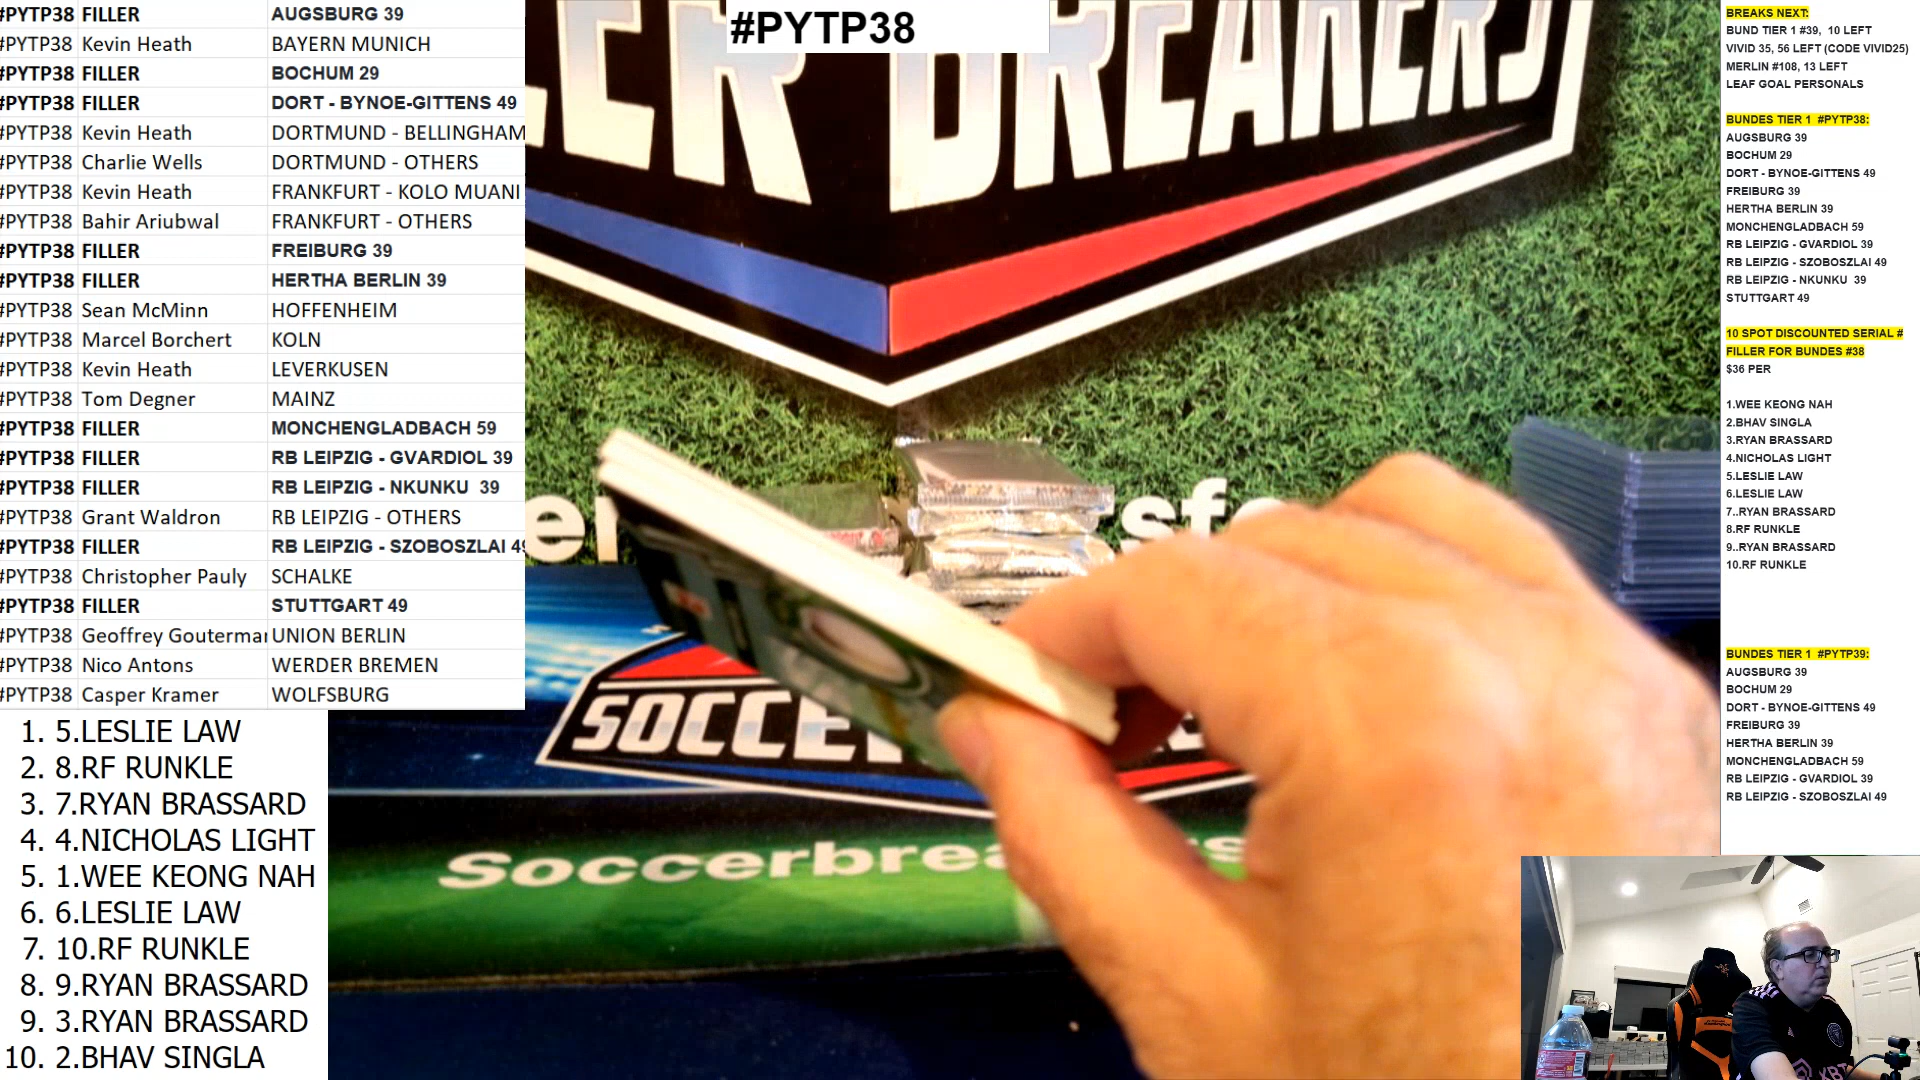 #PYTP38 FILLER AUGSBURG 39
#PYTP38 Kevin Heath BAYERN MUNICH
#PYTP38 FILLER BOCHUM 29
#PYTP38 FILLER DORT - BYNOE-GITTENS 49
#PYTP38 Kevin Heath DORTMUND - BELLINGHAM
#PYTP38 Charlie Wells DORTMUND - OTHERS
#PYTP38 Kevin Heath FRANKFURT - KOLO MUANI
#PYTP38 Bahir Ariubwal FRANKFURT - OTHERS
#PYTP38 FILLER FREIBURG 39
#PYTP38 FILLER HERTHA BERLIN 39
#PYTP38 Sean McMinn HOFFENHEIM
#PYTP38 Marcel Borchert KOLN
#PYTP38 Kevin Heath LEVERKUSEN
#PYTP38 Tom Degner MAINZ
#PYTP38 FILLER MONCHENGLADBACH 59
#PYTP38 FILLER RB LEIPZIG - GVARDIOL 39
#PYTP38 FILLER RB LEIPZIG - NKUNKU 39
#PYTP38 Grant Waldron RB LEIPZIG - OTHERS
#PYTP38 FILLER RB LEIPZIG - SZOBOSZLAI 49
#PYTP38 Christopher Pauly SCHALKE
#PYTP38 FILLER STUTTGART 49
#PYTP38 Geoffrey Gouterman UNION BERLIN
#PYTP38 Nico Antons WERDER BREMEN
#PYTP38 Casper Kramer WOLFSBURG
1. 5.LESLIE LAW
2. 8.RF RUNKLE
3. 7.RYAN BRASSARD
4. 4.NICHOLAS LIGHT
5. 1.WEE KEONG NAH
6. 6.LESLIE LAW
7. 10.RF RUNKLE
8. 9.RYAN BRASSARD
9. 3.RYAN BRASSARD
10. 2.BHAV SINGLA
#PYTP38
ER BREAKERS
er
sfo
SOCCE
Soccerbrea
BREAKS NEXT:
BUND TIER 1 #39, 10 LEFT
VIVID 35, 56 LEFT (CODE VIVID25)
MERLIN #108, 13 LEFT
LEAF GOAL PERSONALS
BUNDES TIER 1 #PYTP38:
AUGSBURG 39
BOCHUM 29
DORT - BYNOE-GITTENS 49
FREIBURG 39
HERTHA BERLIN 39
MONCHENGLADBACH 59
RB LEIPZIG - GVARDIOL 39
RB LEIPZIG - SZOBOSZLAI 49
RB LEIPZIG - NKUNKU 39
STUTTGART 49
10 SPOT DISCOUNTED SERIAL #
FILLER FOR BUNDES #38
$36 PER
1.WEE KEONG NAH
2.BHAV SINGLA
3.RYAN BRASSARD
4.NICHOLAS LIGHT
5.LESLIE LAW
6.LESLIE LAW
7..RYAN BRASSARD
8.RF RUNKLE
9..RYAN BRASSARD
10.RF RUNKLE
BUNDES TIER 1 #PYTP39:
AUGSBURG 39
BOCHUM 29
DORT - BYNOE-GITTENS 49
FREIBURG 39
HERTHA BERLIN 39
MONCHENGLADBACH 59
RB LEIPZIG - GVARDIOL 39
RB LEIPZIG - SZOBOSZLAI 49